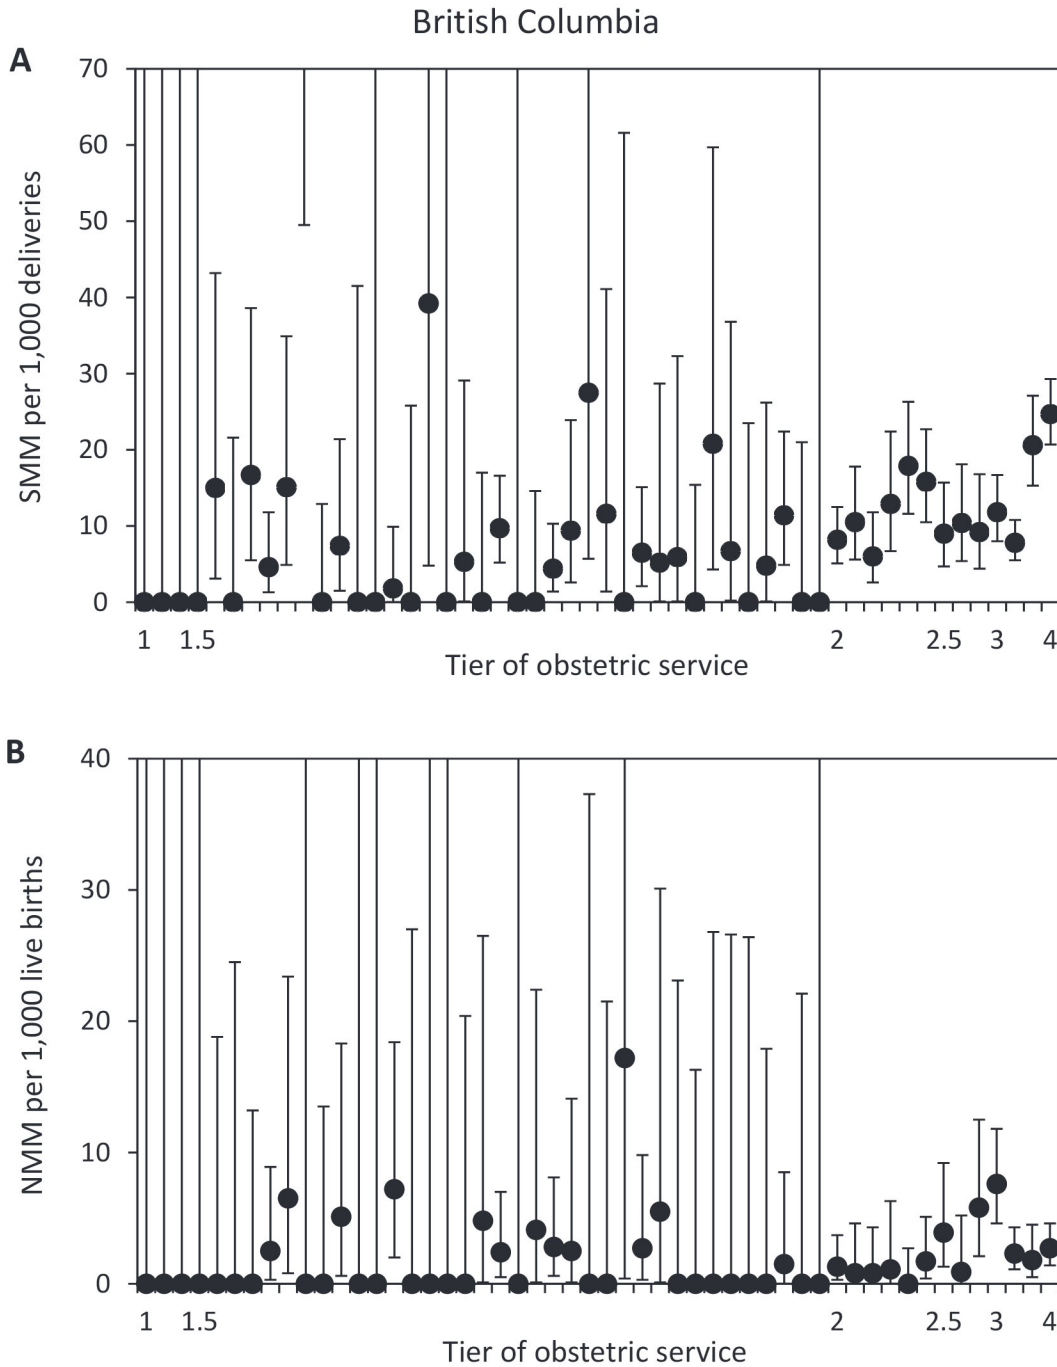 British Columbia
A
SMM per 1,000 deliveries
70
60
50
40
30
20
10
0
1 1.5 2 2.5 3 4
Tier of obstetric service
B
NMM per 1,000 live births
40
30
20
10
0
1 1.5 2 2.5 3 4
Tier of obstetric service